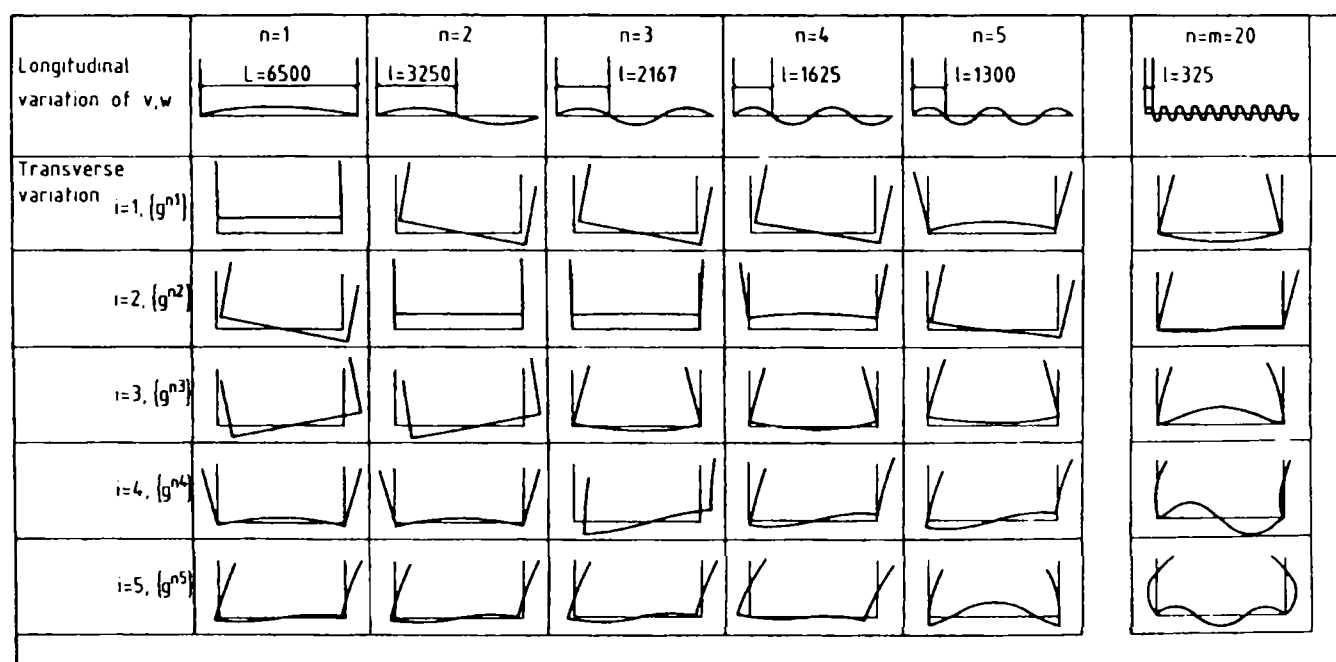 n=1 n=2 n=3 n=4 n=5 n=m=20
Longitudinal
variation of v,w
L=6500 l=3250 l=2167 l=1625 l=1300 l=325
Transverse
variation
i=1, {g^n1}
i=2, {g^n2}
i=3, {g^n3}
i=4, {g^n4}
i=5, {g^n5}